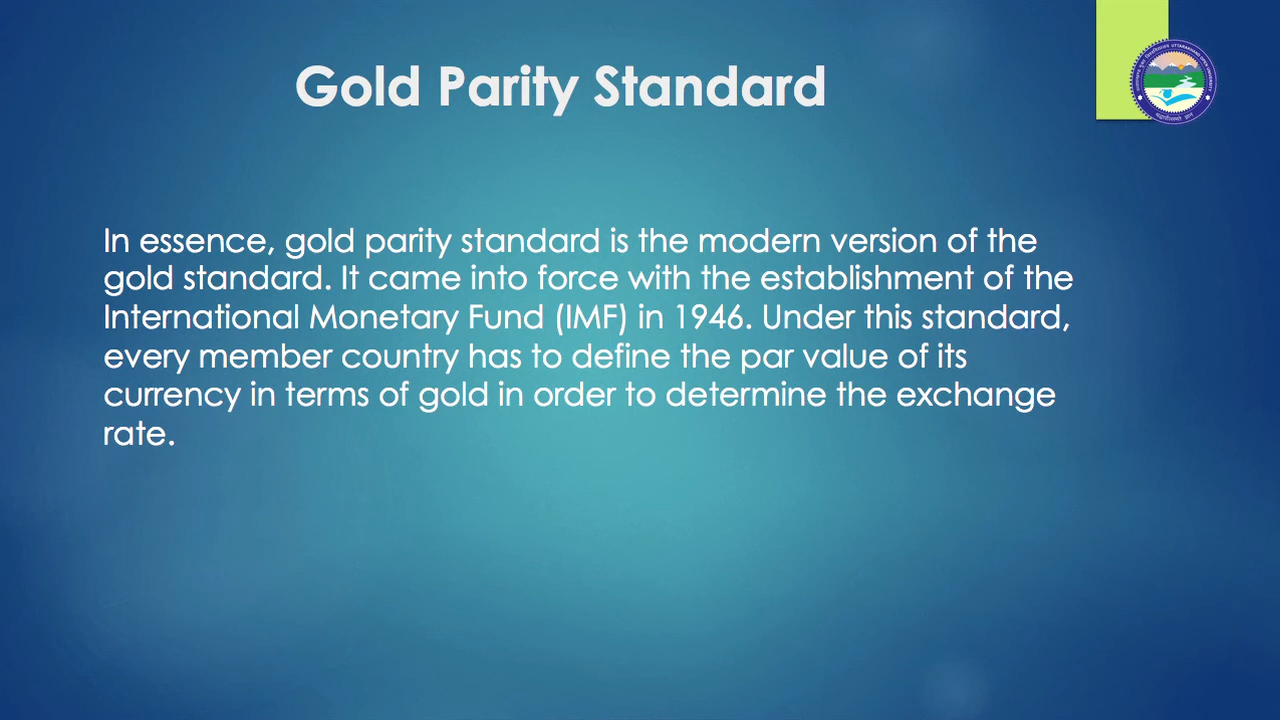 Gold Parity Standard
In essence, gold parity standard is the modern version of the
gold standard. It came into force with the establishment of the
International Monetary Fund (IMF) in 1946. Under this standard,
every member country has to define the par value of its
currency in terms of gold in order to determine the exchange
rate.